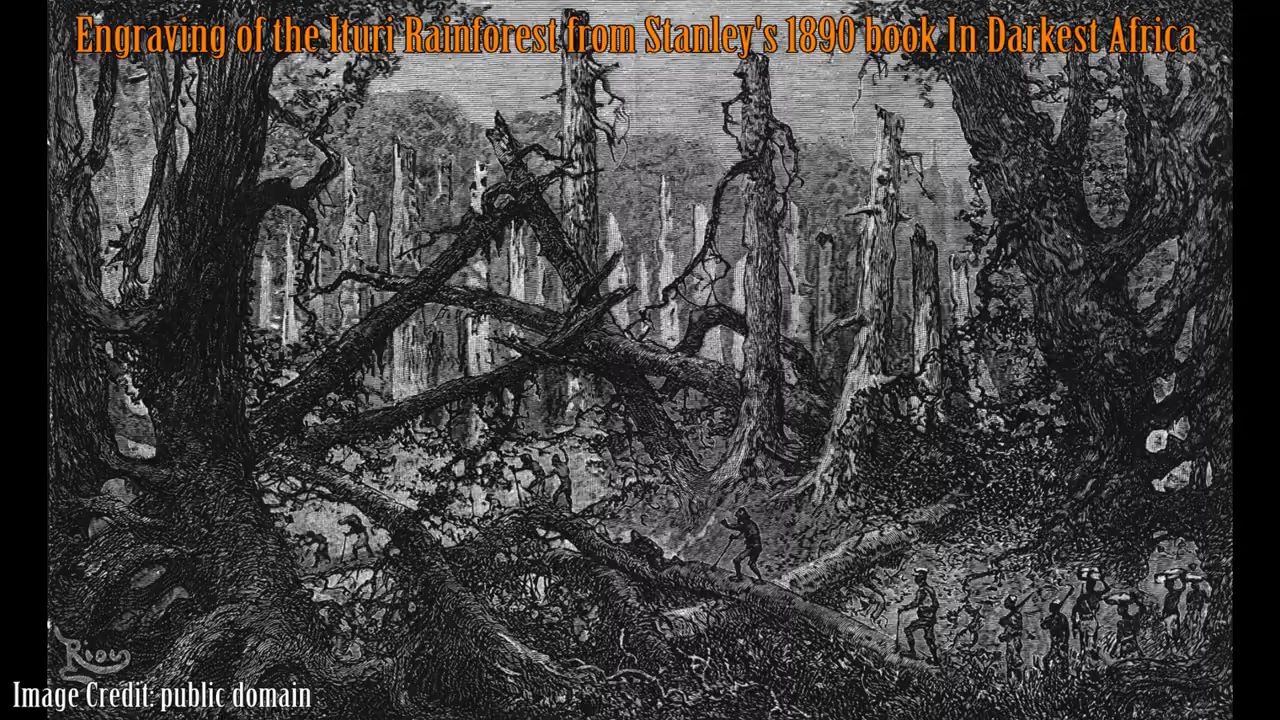 Engraving of the Ituri Rainforest from Stanley's 1890 book In Darkest Africa
Riou
Image Credit: public domain